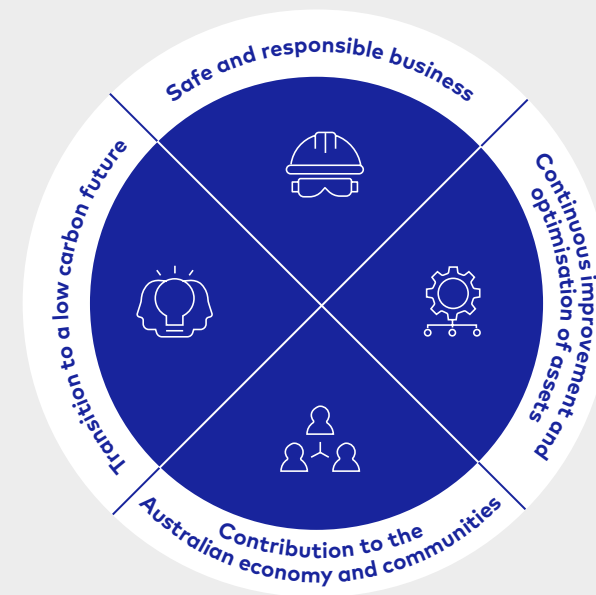 Safe and responsible business
Continuous improvement and
optimisation of assets
Contribution to the
Australian economy and communities
Transition to a low carbon future